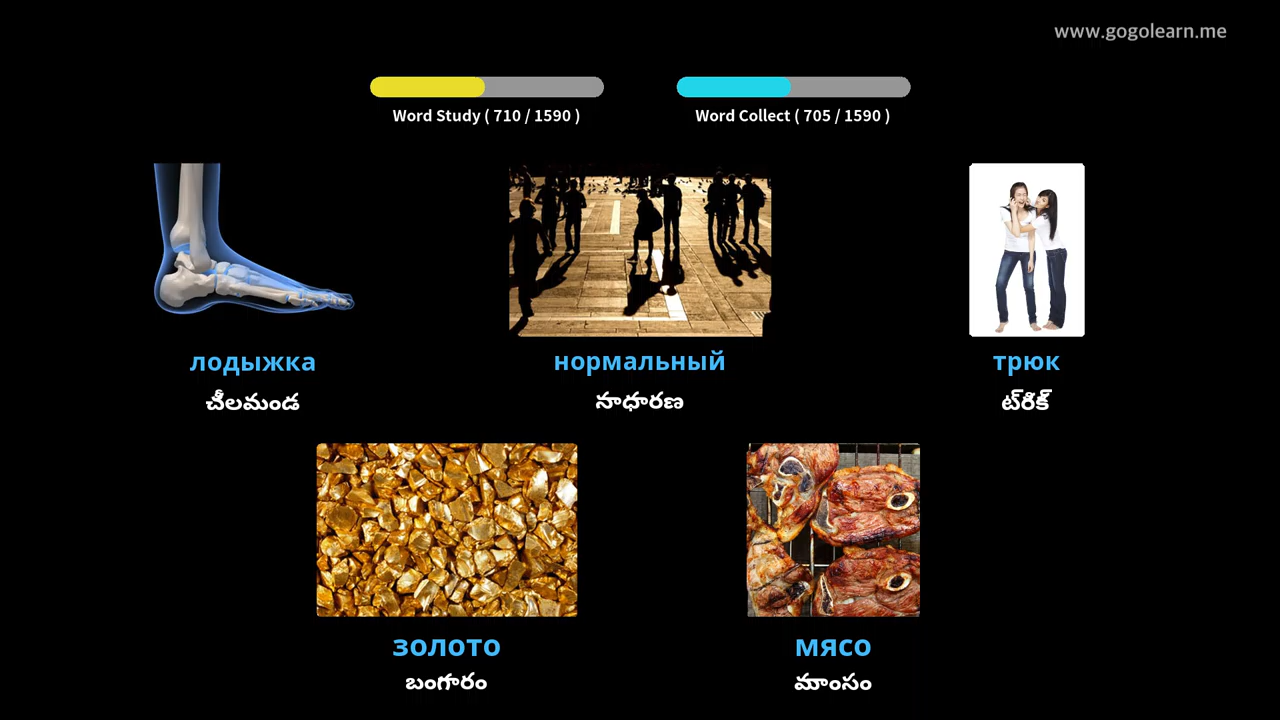 www.gogolearn.me
Word Study ( 710 / 1590 )
Word Collect ( 705 / 1590 )
лодыжка
చీలమండ
нормальный
సాధారణ
трюк
ట్రిక్
золото
బంగారం
мясо
మాంసం